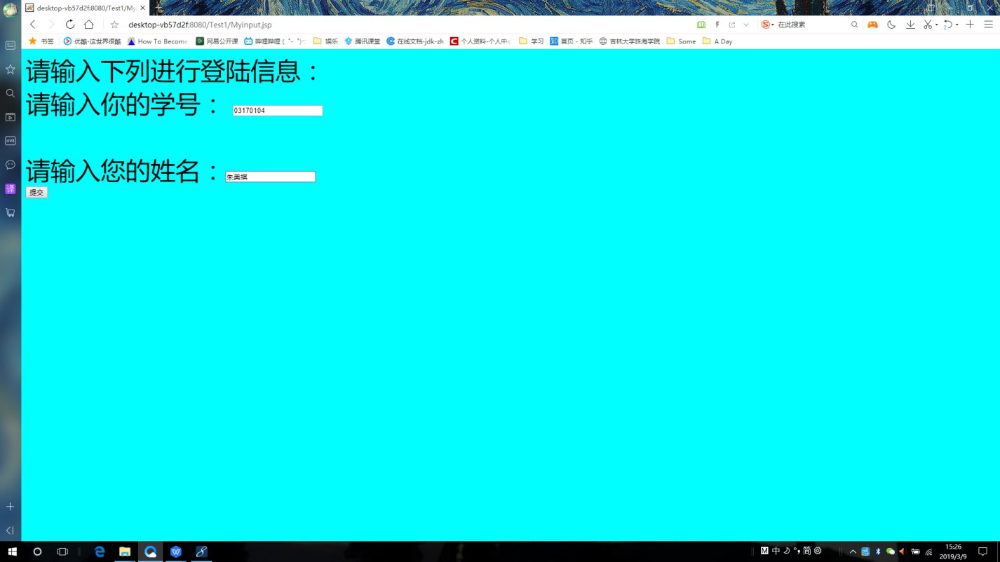 desktop-vb57d2f:8080/Test1/My
desktop-vb57d2f:8080/Test1/Myinput.jsp
在此搜索
书签 优酷-这世界很酷 How To Become 网易公开课 哔哩哔哩 ( ゜- ゜)つ 娱乐 腾讯课堂 在线文档-jdk-zh 个人资料-个人中心 学习 首页 - 知乎 吉林大学珠海学院 Some A Day
请输入下列进行登陆信息：
请输入你的学号： 03170104
请输入您的姓名： 朱美祺
提交
LIVE
译
M 中 简
15:26
2019/3/9